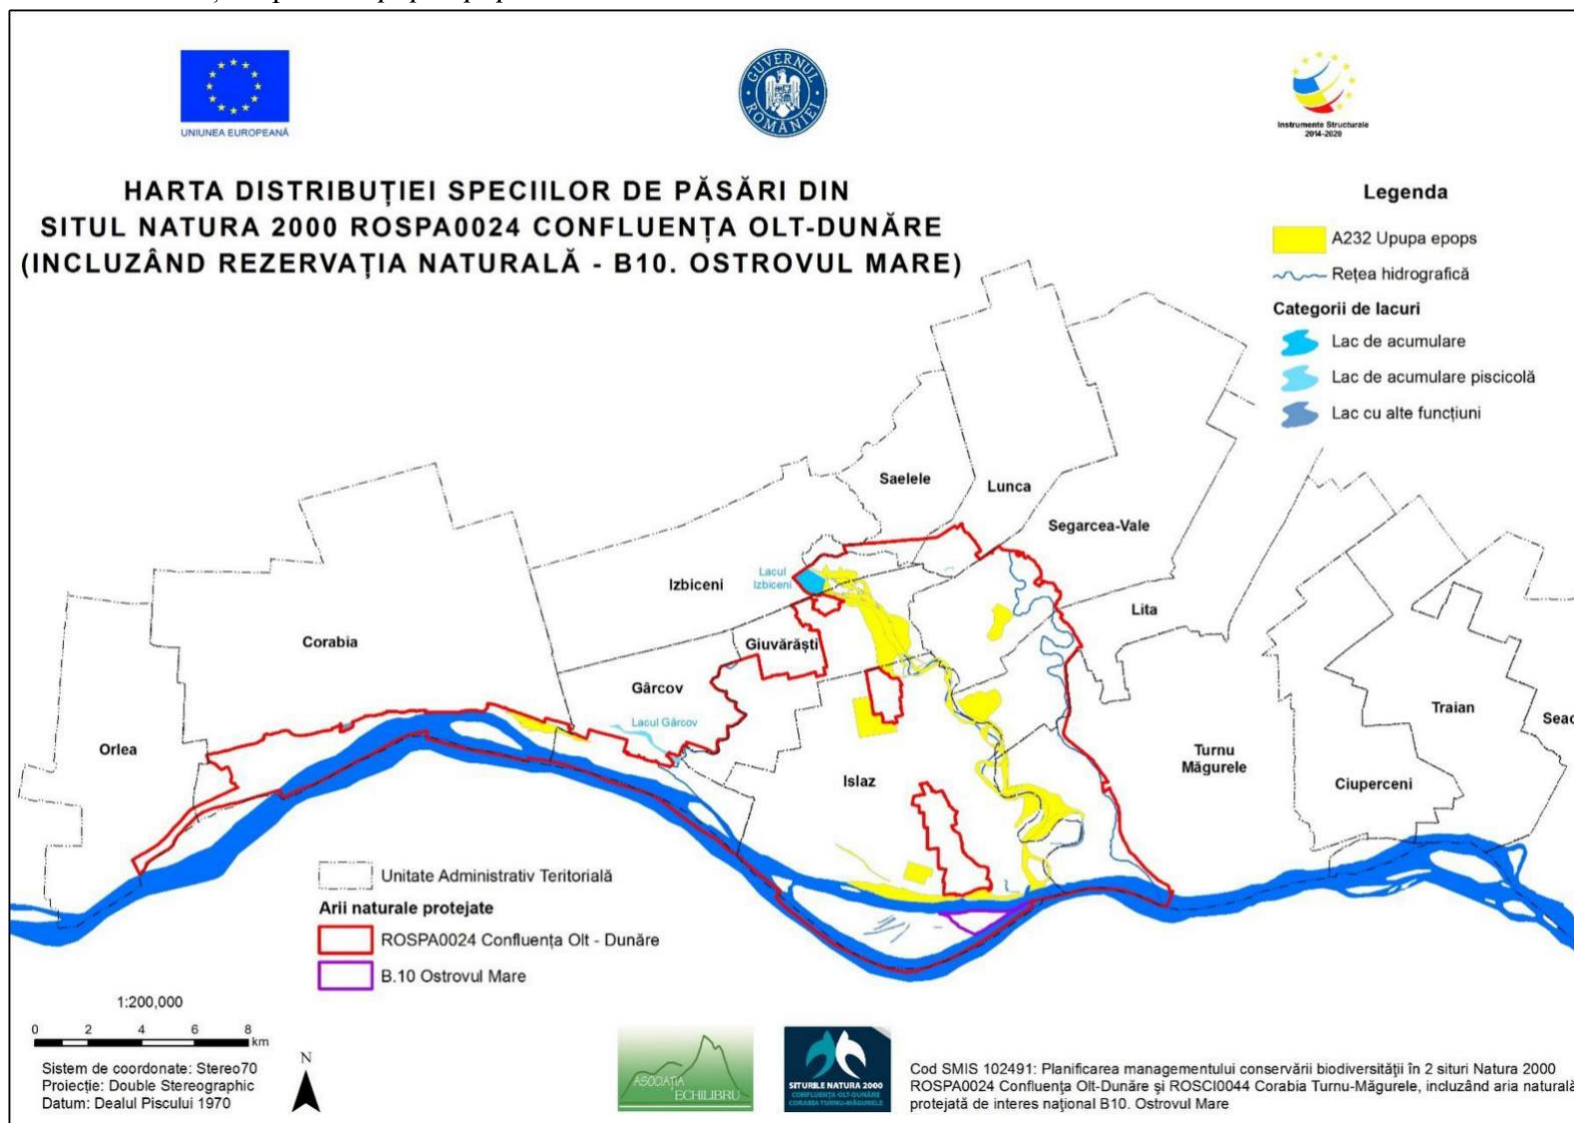 UNIUNEA EUROPEANĂ
GUVERNUL ROMÂNIEI
Instrumente Structurale
2014-2020
HARTA DISTRIBUȚIEI SPECIILOR DE PĂSĂRI DIN
SITUL NATURA 2000 ROSPA0024 CONFLUENȚA OLT-DUNĂRE
(INCLUZÂND REZERVAȚIA NATURALĂ - B10. OSTROVUL MARE)
Legenda
A232 Upupa epops
Rețea hidrografică
Categorii de lacuri
Lac de acumulare
Lac de acumulare piscicolă
Lac cu alte funcțiuni
Saelele
Lunca
Segarcea-Vale
Izbiceni
Lacul
Izbiceni
Lita
Corabia
Giuvărăști
Gârcov
Lacul Gârcov
Orlea
Traian
Seac
Turnu
Măgurele
Islaz
Ciuperceni
Unitate Administrativ Teritorială
Arii naturale protejate
ROSPA0024 Confluența Olt - Dunăre
B.10 Ostrovul Mare
1:200,000
0 2 4 6 8
km
N
Sistem de coordonate: Stereo70
Proiecție: Double Stereographic
Datum: Dealul Piscului 1970
ASOCIAȚIA
ECHILIBRU
SITURILE NATURA 2000
CONFLUENȚA OLT-DUNĂRE
CORABIA TURNU-MĂGURELE
Cod SMIS 102491: Planificarea managementului conservării biodiversității în 2 situri Natura 2000
ROSPA0024 Confluența Olt-Dunăre și ROSCI0044 Corabia Turnu-Măgurele, incluzând aria naturală
protejată de interes național B10. Ostrovul Mare